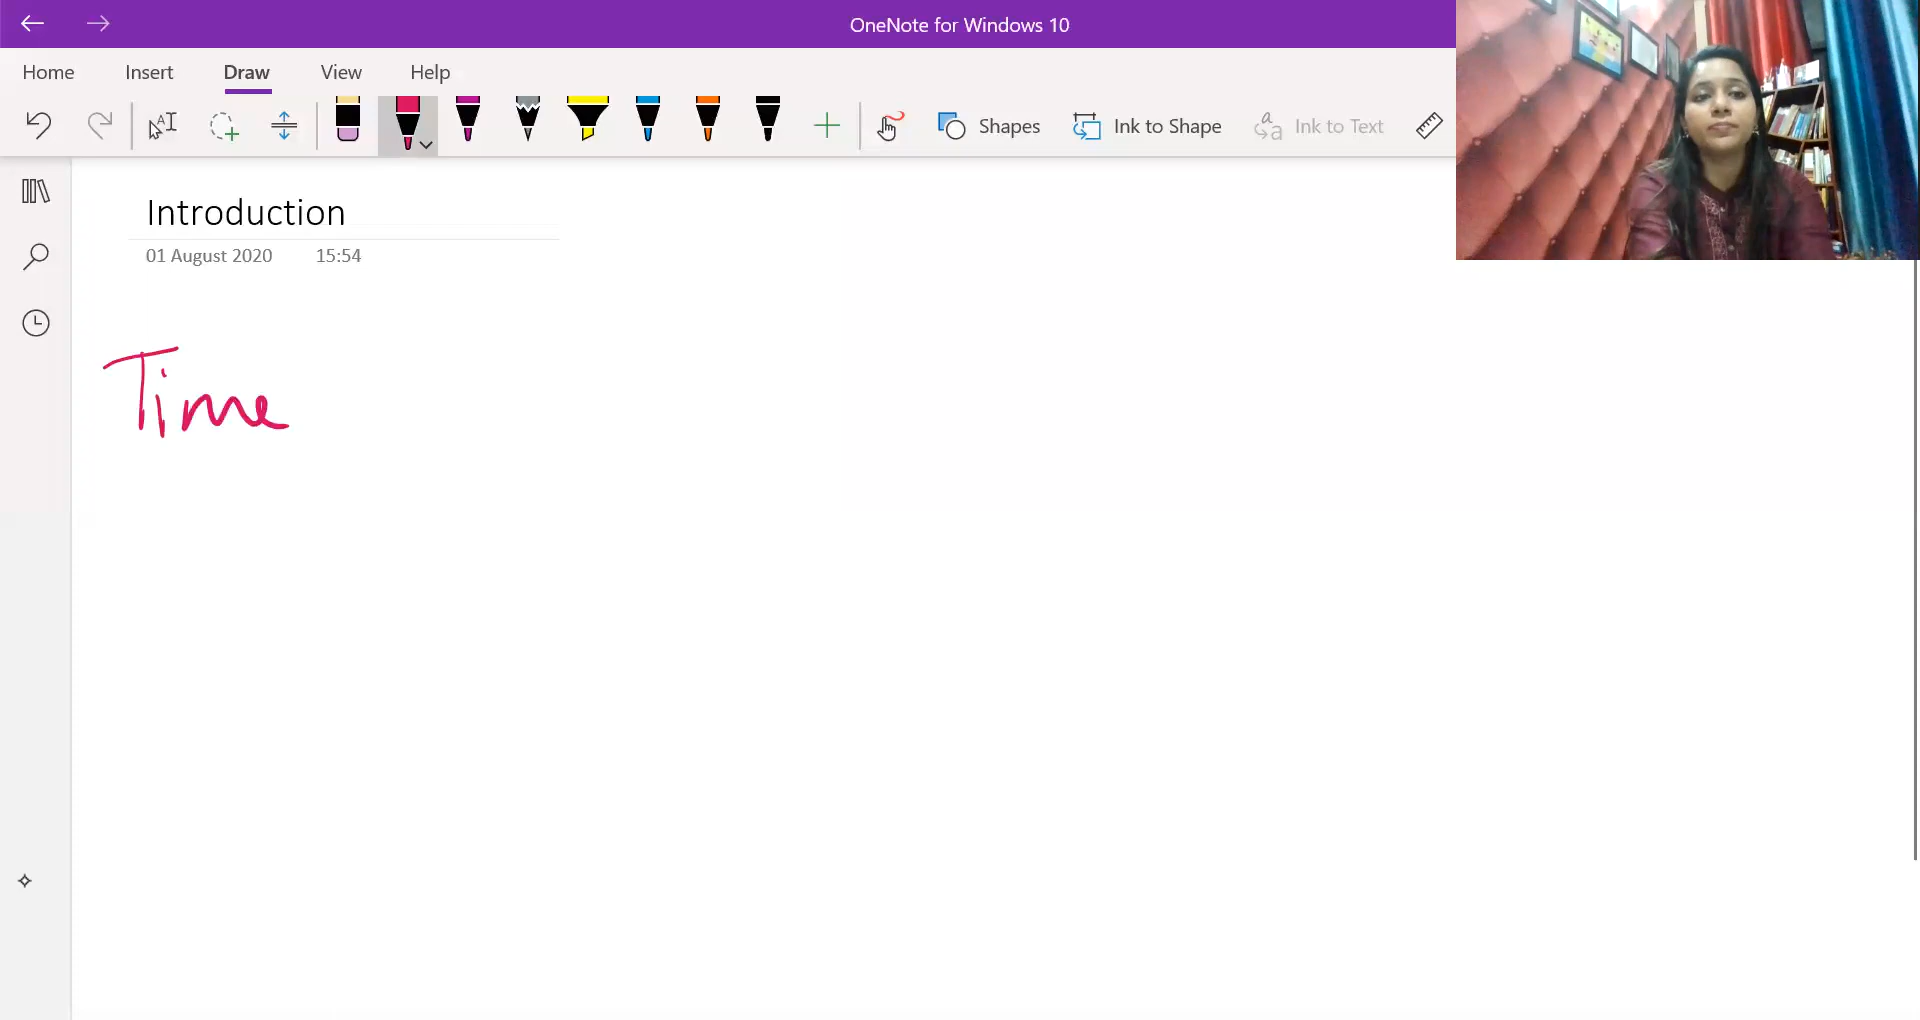 OneNote for Windows 10
Home Insert Draw View Help
Shapes Ink to Shape Ink to Text
Introduction
01 August 2020 15:54
Time